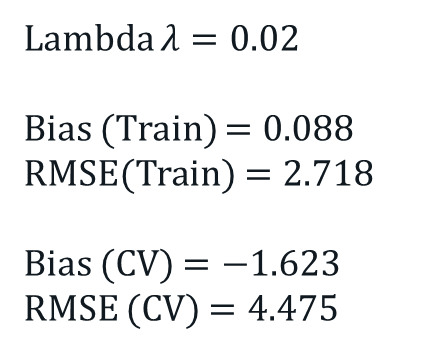 Lambda λ = 0.02
Bias (Train) = 0.088
RMSE(Train) = 2.718
Bias (CV) = −1.623
RMSE (CV) = 4.475